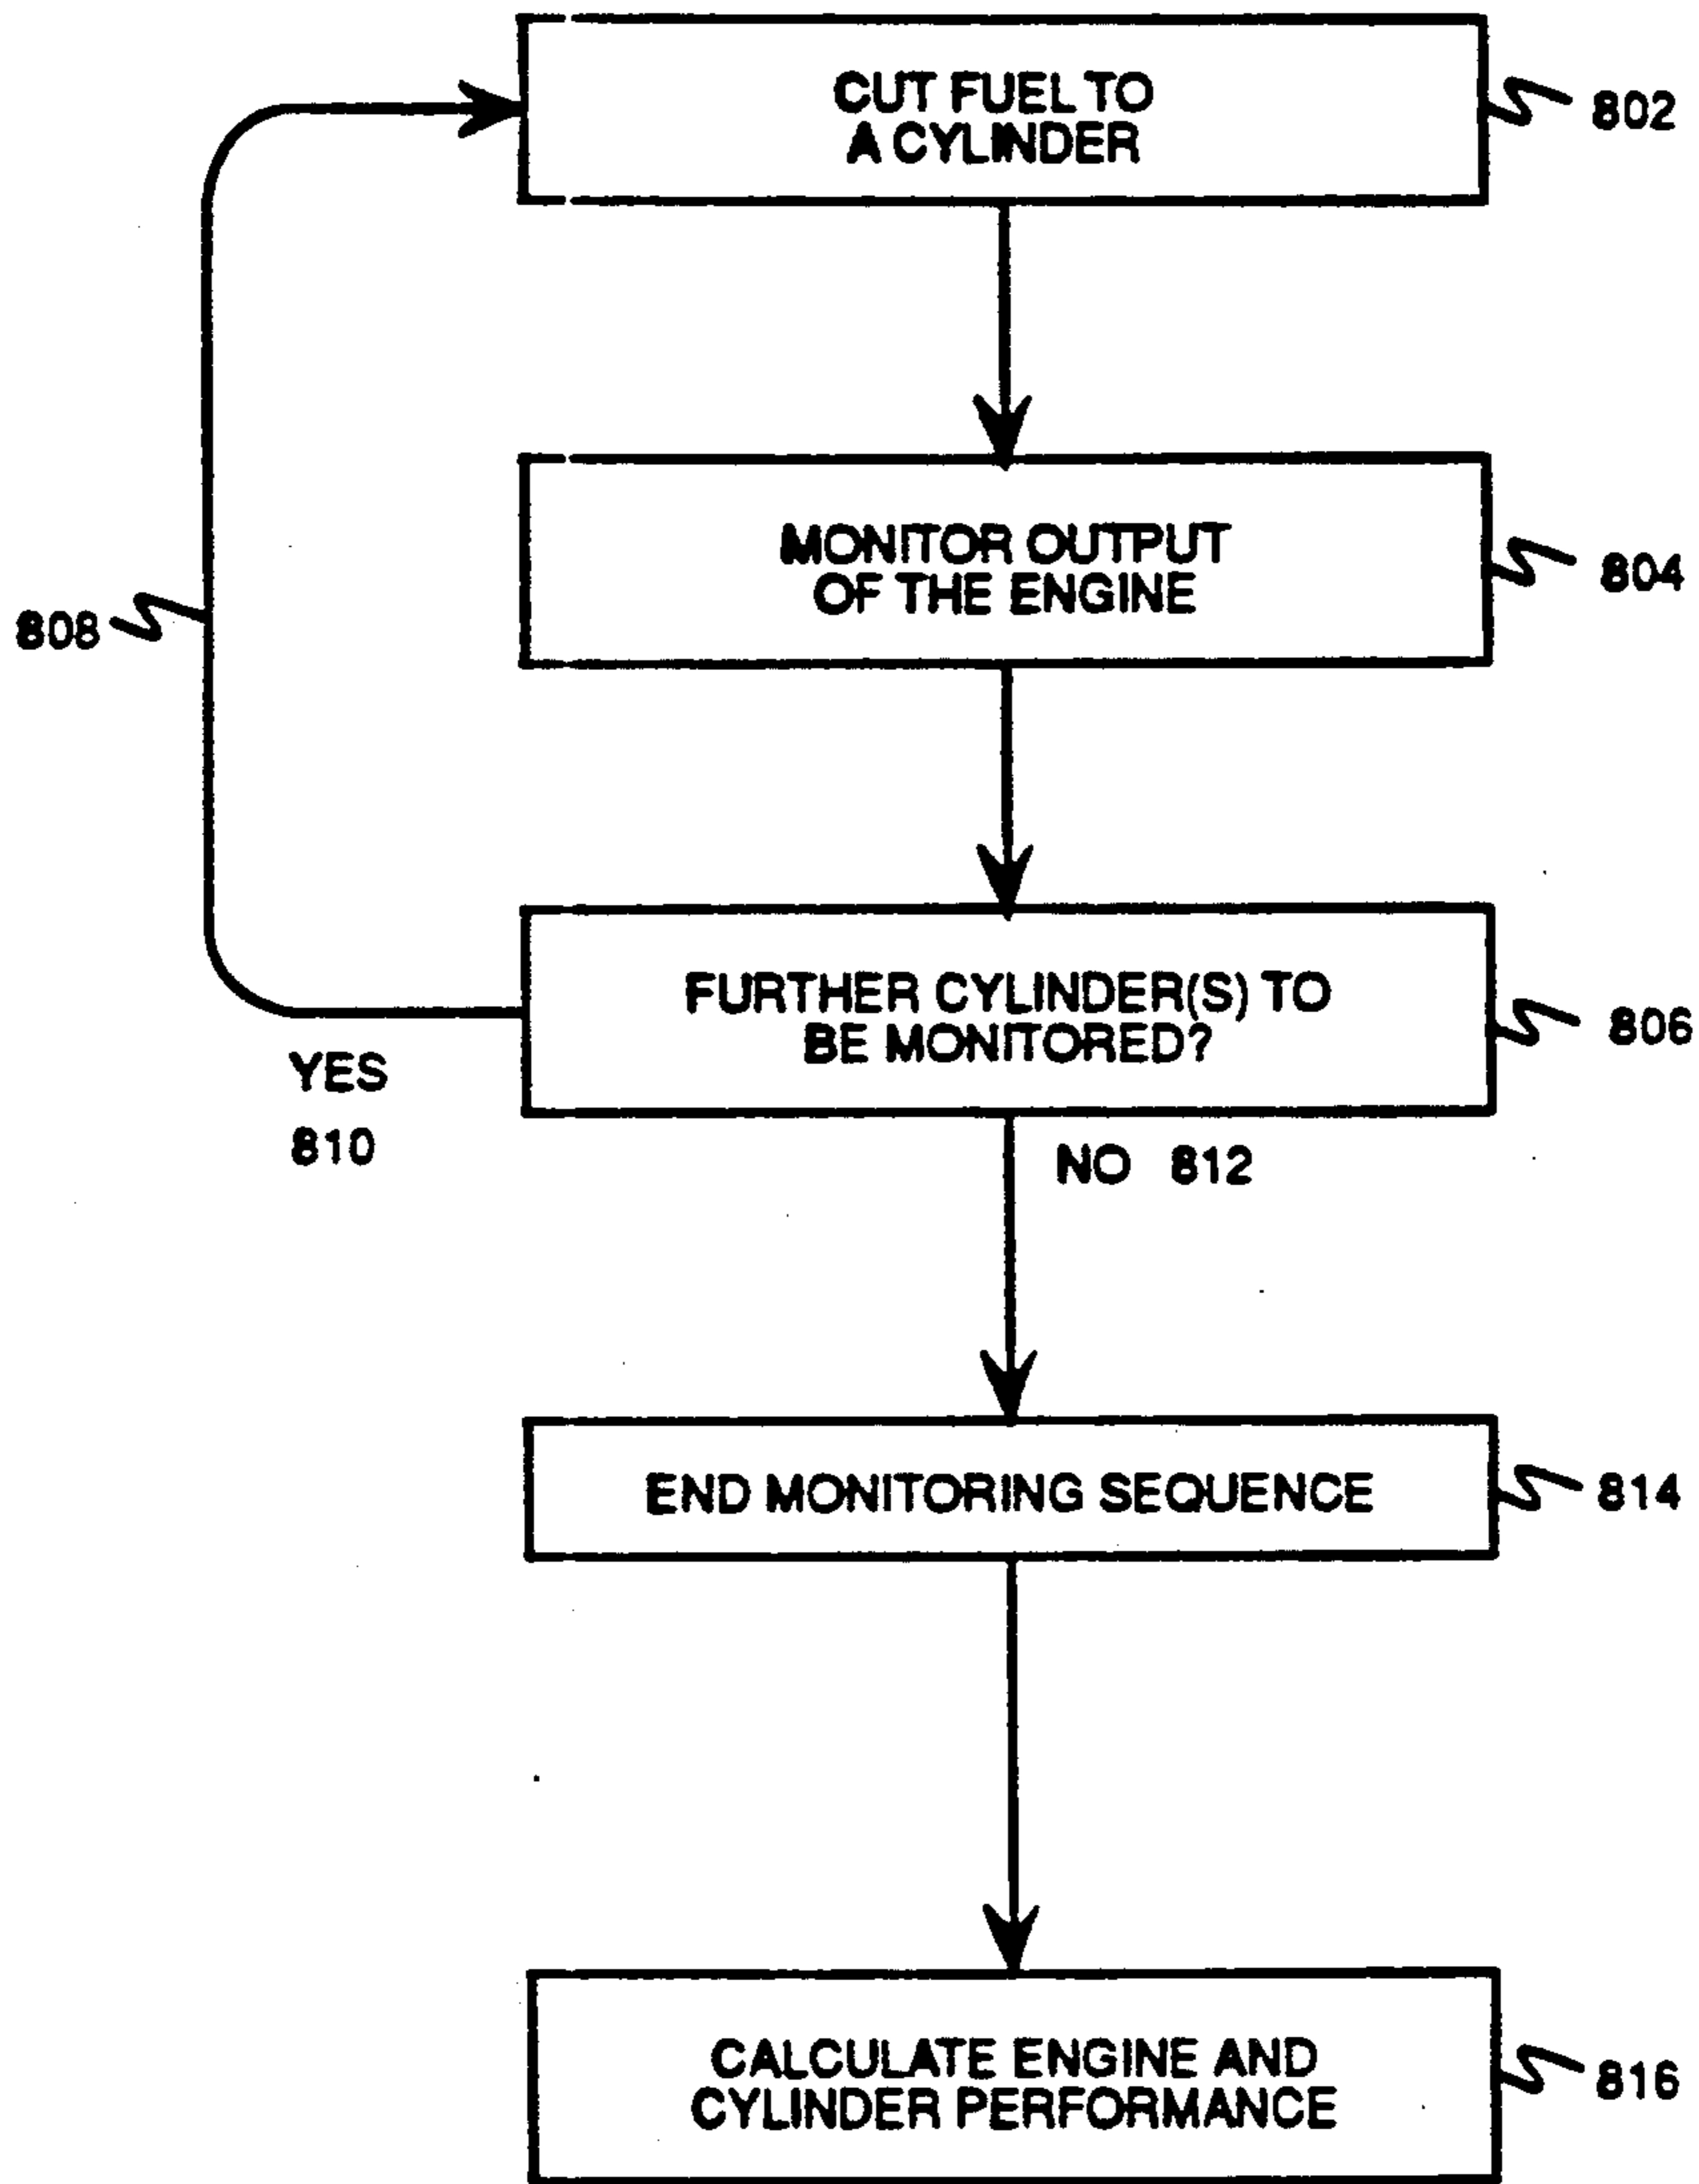 CUT FUEL TO
A CYLINDER
802
MONITOR OUTPUT
OF THE ENGINE
804
808
FURTHER CYLINDER(S) TO
BE MONITORED?
806
YES
810
NO 812
END MONITORING SEQUENCE
814
CALCULATE ENGINE AND
CYLINDER PERFORMANCE
816